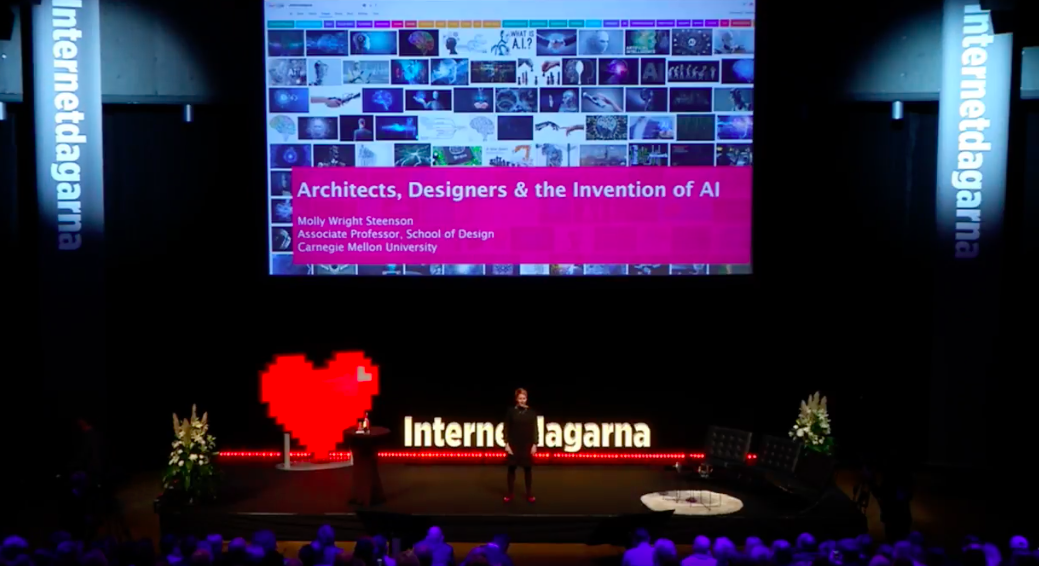 Internetdagarna
WHAT IS
A.I.?
Architects, Designers & the Invention of AI
Molly Wright Steenson
Associate Professor, School of Design
Carnegie Mellon University
Internetdagarna
Interne dagarna